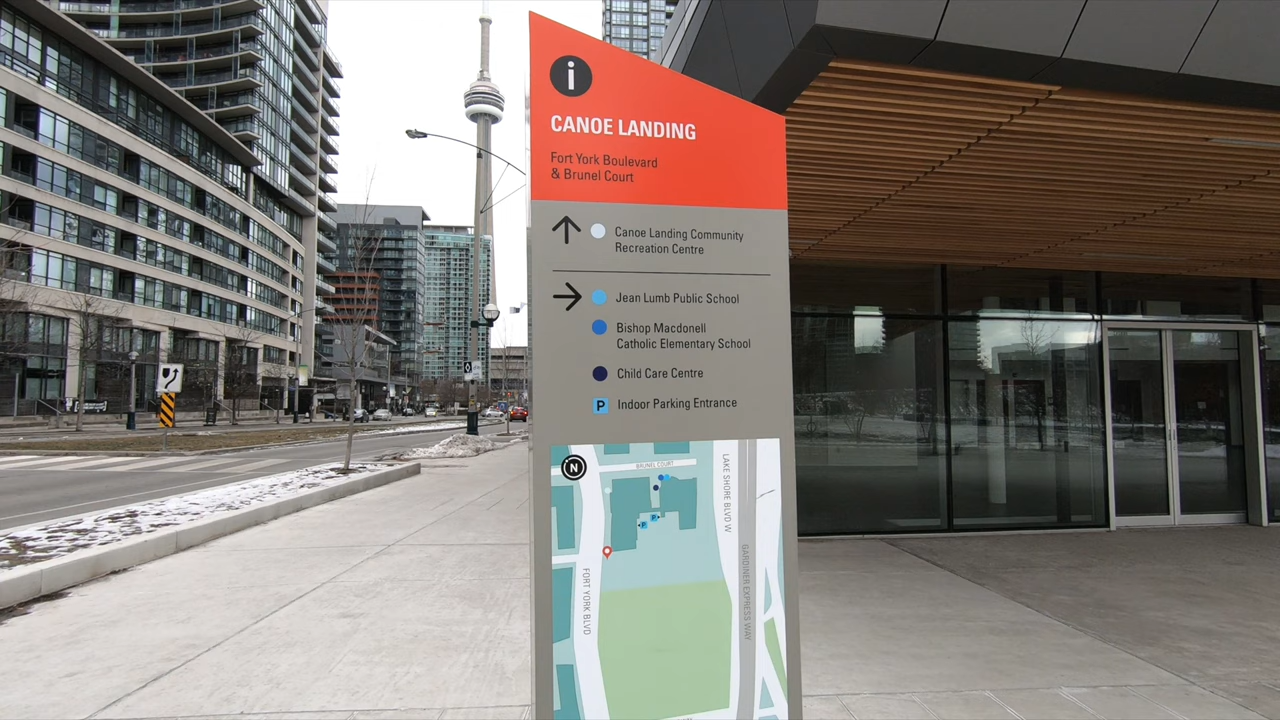 i
CANOE LANDING
Fort York Boulevard
& Brunel Court
Canoe Landing Community
Recreation Centre
Jean Lumb Public School
Bishop Macdonell
Catholic Elementary School
Child Care Centre
P Indoor Parking Entrance
N
BRUNEL COURT
P
P
LAKE SHORE BLVD W
GARDINER EXPRESS WAY
FORT YORK BLVD